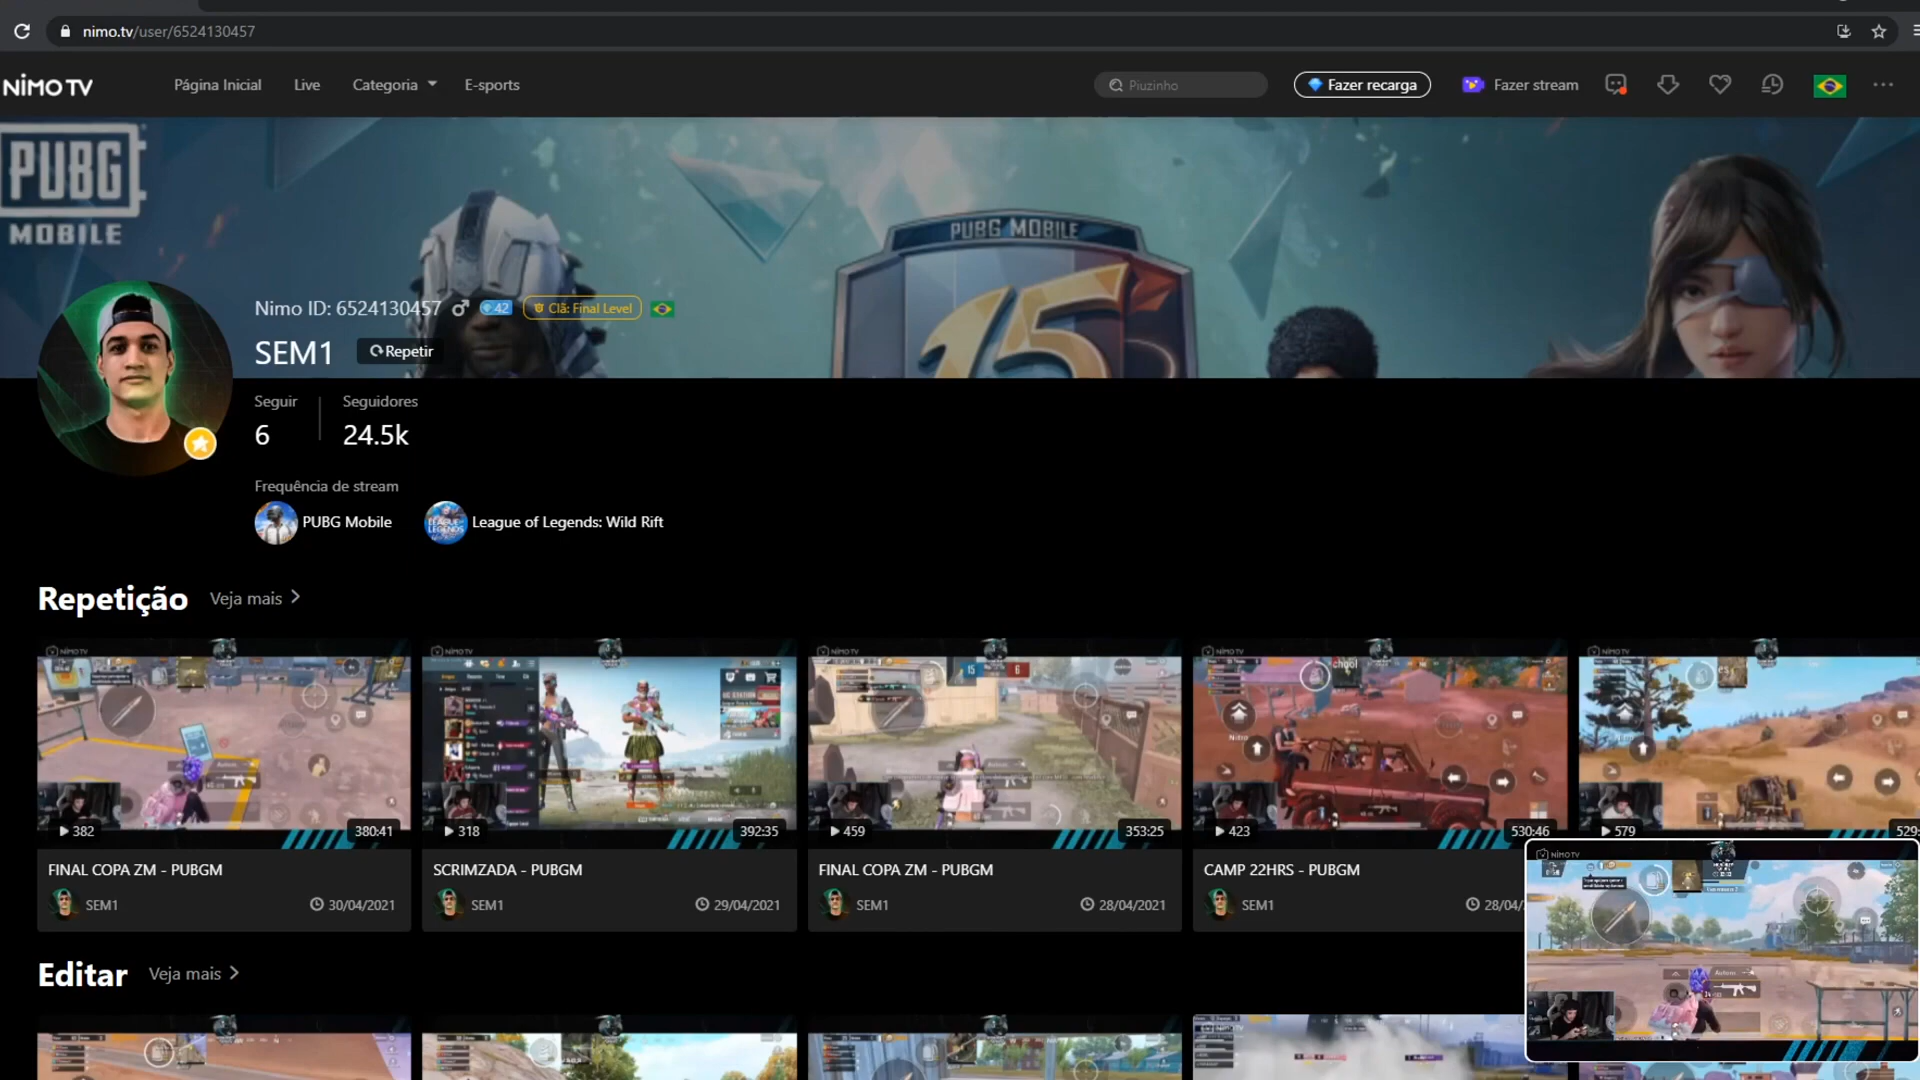 nimo.tv/user/6524130457
NIMO TV
Página Inicial
Live
Categoria
E-sports
Piuzinho
Fazer recarga
Fazer stream
PUBG
MOBILE
PUBG MOBILE
15
Nimo ID: 6524130457
42
Clã: Final Level
SEM1
Repetir
Seguir
Seguidores
6
24.5k
Frequência de stream
PUBG Mobile
League of Legends: Wild Rift
Repetição
Veja mais
382
380:41
318
392:35
459
353:25
423
530:46
579
529:
FINAL COPA ZM - PUBGM
SCRIMZADA - PUBGM
FINAL COPA ZM - PUBGM
CAMP 22HRS - PUBGM
SEM1
30/04/2021
SEM1
29/04/2021
SEM1
28/04/2021
SEM1
28/04/
Editar
Veja mais